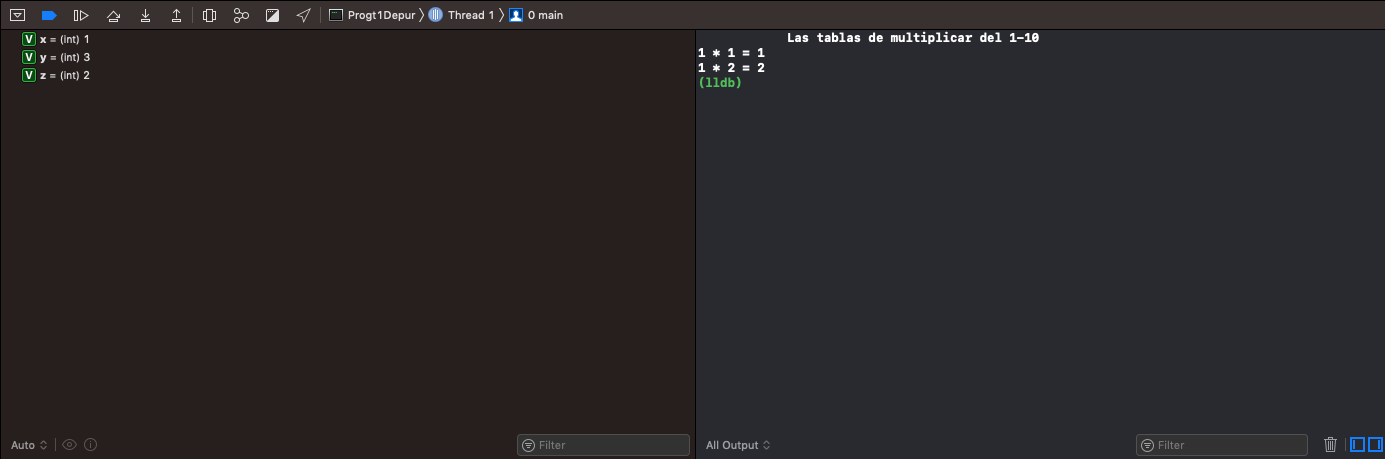 Progt1Depur 〉 Thread 1 〉 0 main
V x = (int) 1
V y = (int) 3
V z = (int) 2
Las tablas de multiplicar del 1-10
1 * 1 = 1
1 * 2 = 2
(lldb)
Auto
Filter
All Output
Filter